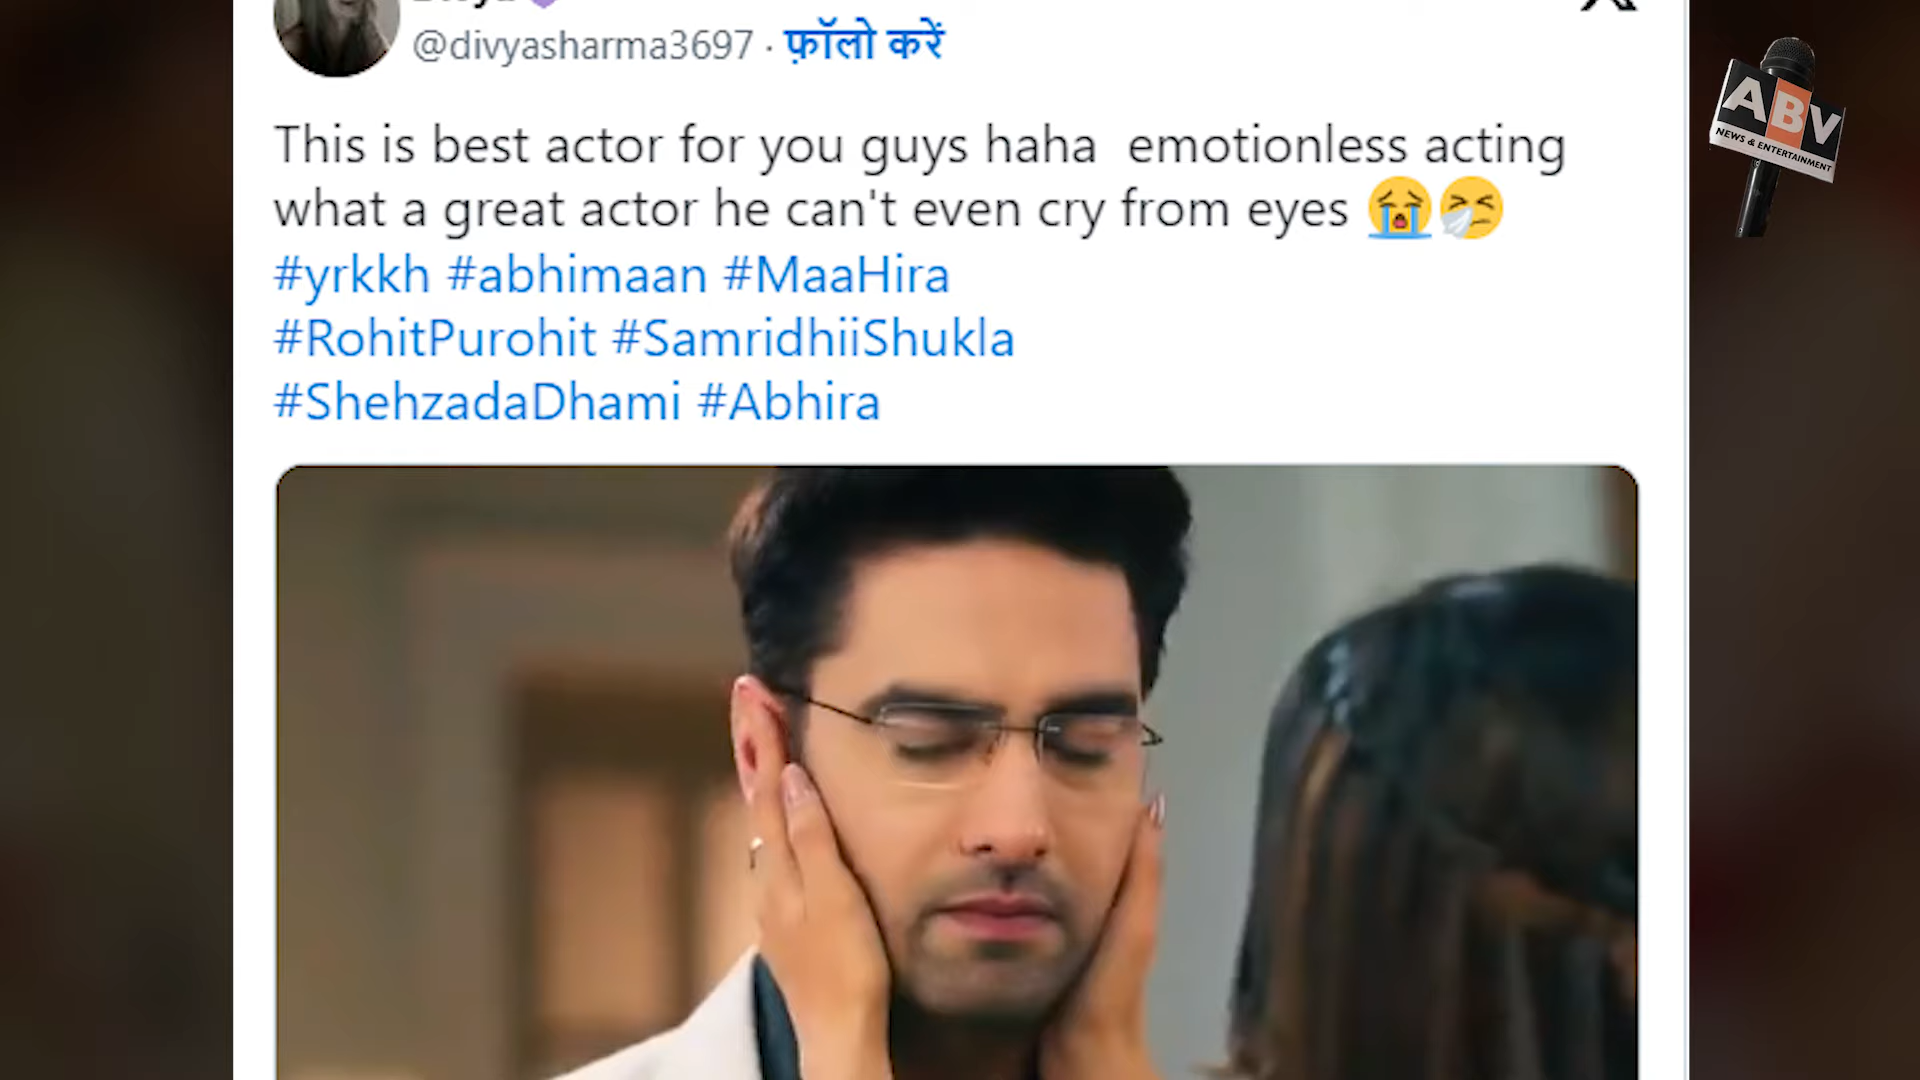 @divyasharma3697 · फ़ॉलो करें
This is best actor for you guys haha emotionless acting
what a great actor he can't even cry from eyes 😭🤧
#yrkkh #abhimaan #MaaHira
#RohitPurohit #SamridhiiShukla
#ShehzadaDhami #Abhira
ABV
NEWS & ENTERTAINMENT